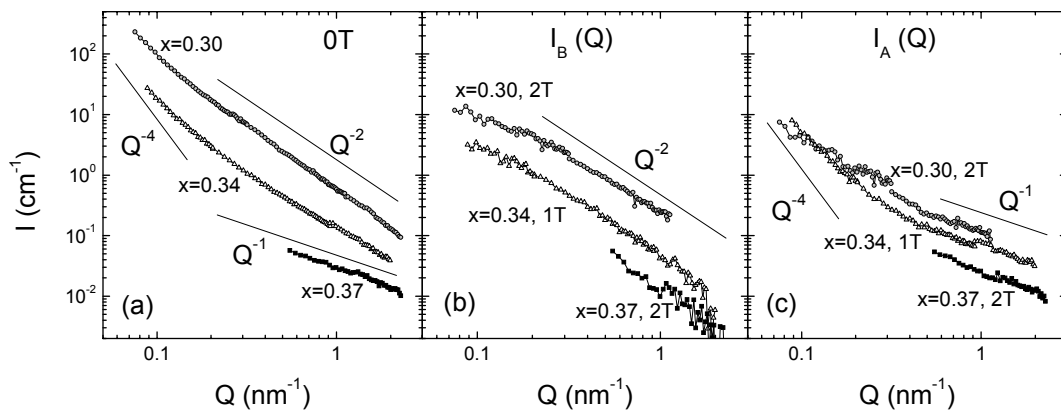 0T
I_B (Q)
I_A (Q)
10^2
10^1
10^0
10^-1
10^-2
I (cm^-1)
x=0.30
Q^-4
Q^-2
x=0.34
Q^-1
x=0.37
(a)
x=0.30, 2T
Q^-2
x=0.34, 1T
x=0.37, 2T
(b)
x=0.30, 2T
Q^-4
Q^-1
x=0.34, 1T
x=0.37, 2T
(c)
0.1 1
0.1 1
0.1 1
Q (nm^-1)
Q (nm^-1)
Q (nm^-1)